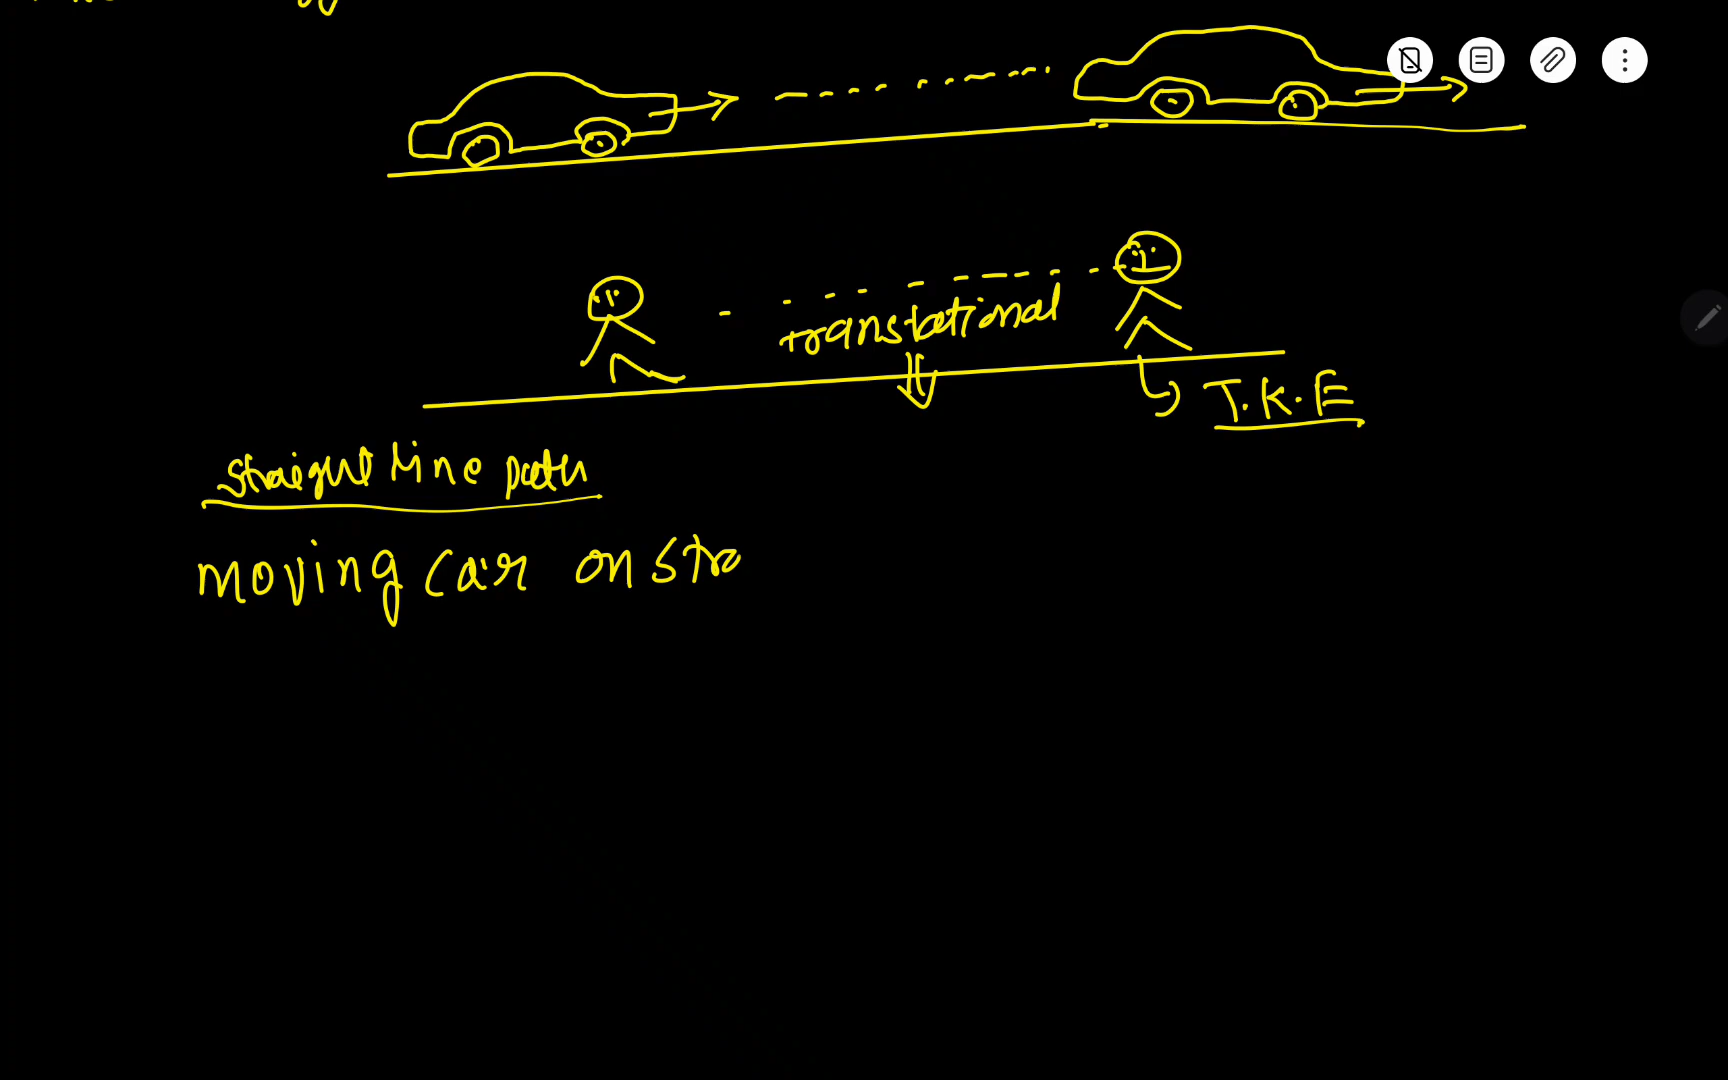 translational
T.K.E
straight line path
moving car on stra